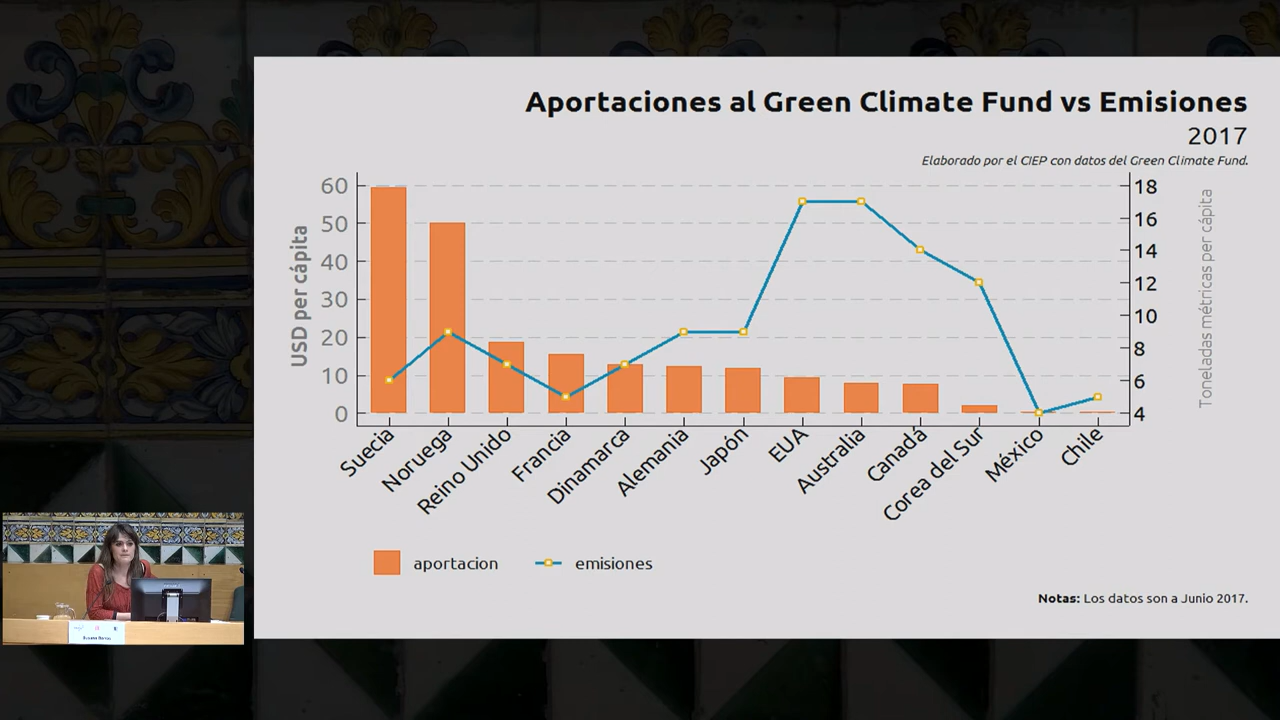 Aportaciones al Green Climate Fund vs Emisiones
2017
Elaborado por el CIEP con datos del Green Climate Fund.
USD per cápita
60
50
40
30
20
10
0
18
16
14
12
10
8
6
4
Toneladas métricas per cápita
Suecia
Noruega
Reino Unido
Francia
Dinamarca
Alemania
Japón
EUA
Australia
Canadá
Corea del Sur
México
Chile
aportacion
emisiones
Notas: Los datos son a Junio 2017.